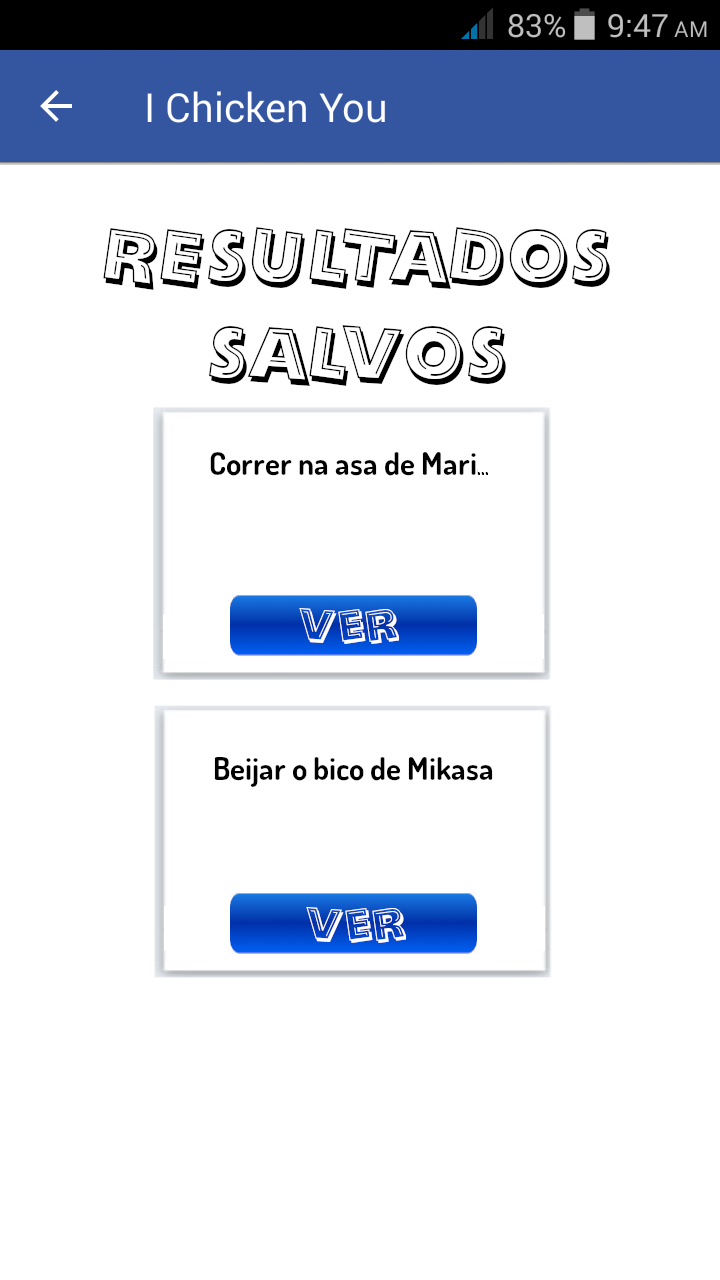 83% 9:47 AM
I Chicken You
RESULTADOS
SALVOS
Correr na asa de Mari...
VER
Beijar o bico de Mikasa
VER